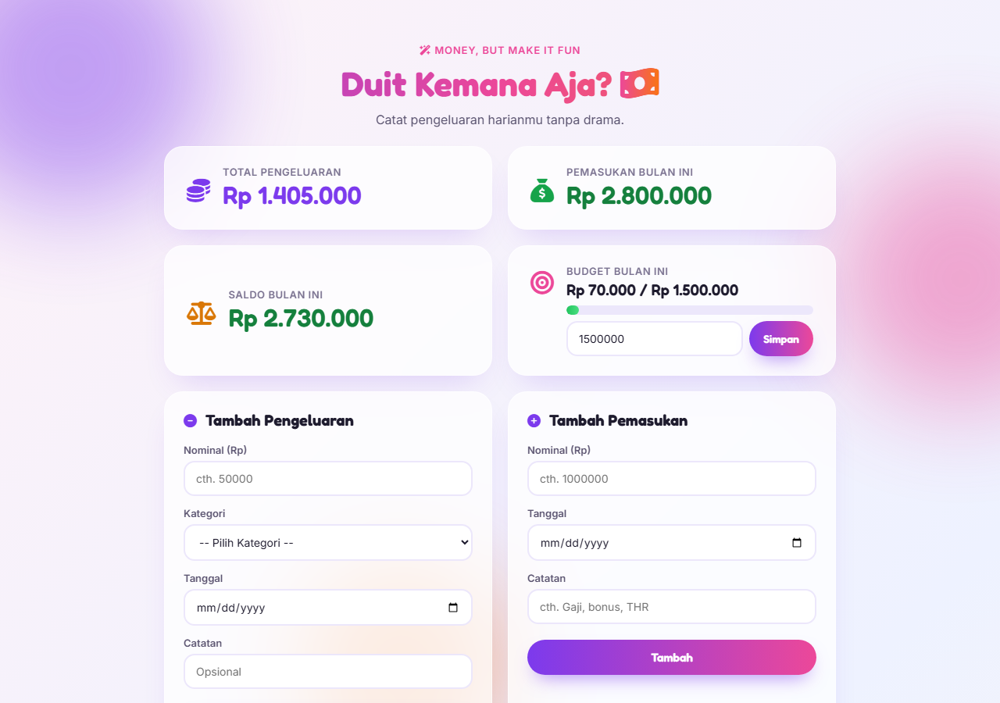 MONEY, BUT MAKE IT FUN
Duit Kemana Aja?
Catat pengeluaran harianmu tanpa drama.
TOTAL PENGELUARAN
Rp 1.405.000
PEMASUKAN BULAN INI
Rp 2.800.000
SALDO BULAN INI
Rp 2.730.000
BUDGET BULAN INI
Rp 70.000 / Rp 1.500.000
1500000
Simpan
Tambah Pengeluaran
Nominal (Rp)
cth. 50000
Kategori
-- Pilih Kategori --
Tanggal
mm/dd/yyyy
Catatan
Opsional
Tambah Pemasukan
Nominal (Rp)
cth. 1000000
Tanggal
mm/dd/yyyy
Catatan
cth. Gaji, bonus, THR
Tambah